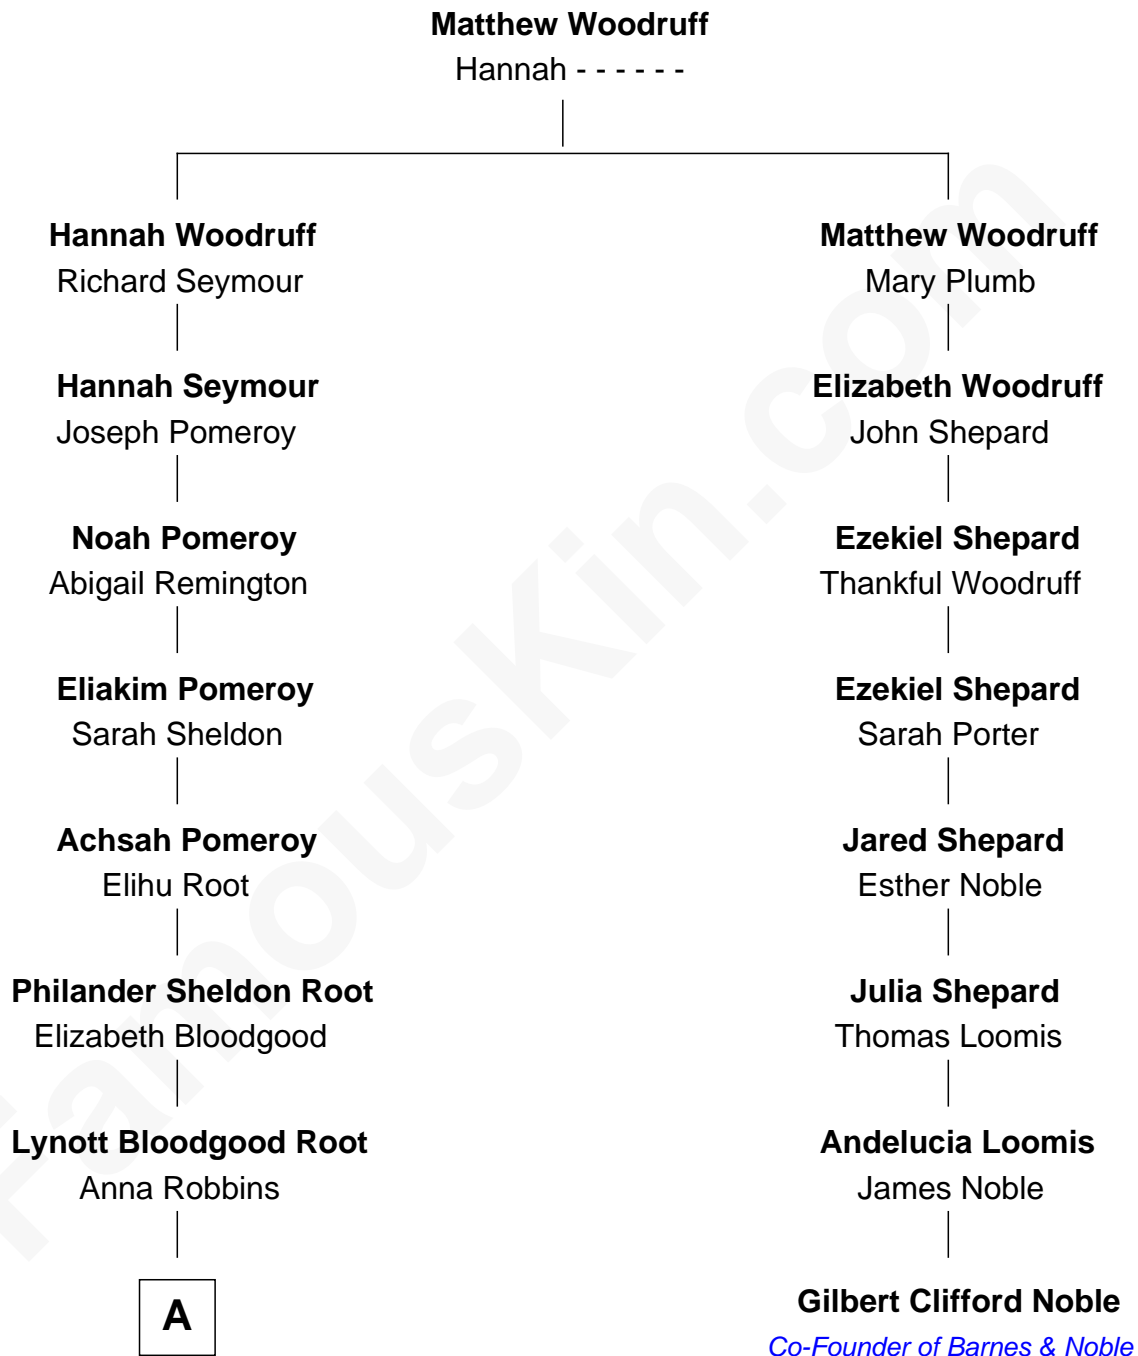 Matthew Woodruff
Hannah - - - - - -
Hannah Woodruff
Richard Seymour
Matthew Woodruff
Mary Plumb
Hannah Seymour
Joseph Pomeroy
Elizabeth Woodruff
John Shepard
Noah Pomeroy
Abigail Remington
Ezekiel Shepard
Thankful Woodruff
Eliakim Pomeroy
Sarah Sheldon
Ezekiel Shepard
Sarah Porter
Achsah Pomeroy
Elihu Root
Jared Shepard
Esther Noble
Philander Sheldon Root
Elizabeth Bloodgood
Julia Shepard
Thomas Loomis
Lynott Bloodgood Root
Anna Robbins
Andelucia Loomis
James Noble
A
Gilbert Clifford Noble
Co-Founder of Barnes & Noble
FamousKin.com